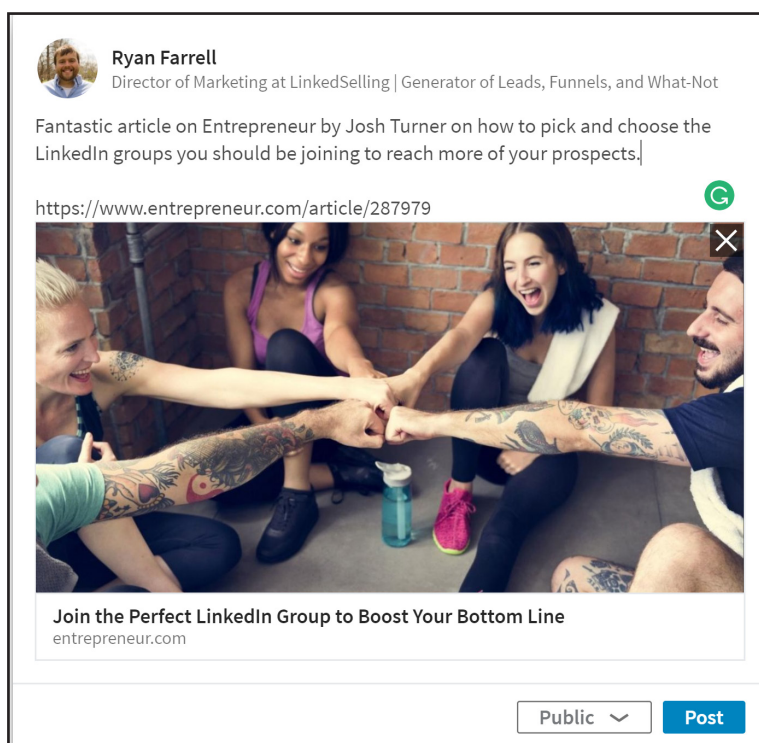 Ryan Farrell
Director of Marketing at LinkedSelling | Generator of Leads, Funnels, and What-Not
Fantastic article on Entrepreneur by Josh Turner on how to pick and choose the
LinkedIn groups you should be joining to reach more of your prospects.
https://www.entrepreneur.com/article/287979
Join the Perfect LinkedIn Group to Boost Your Bottom Line
entrepreneur.com
Public
Post